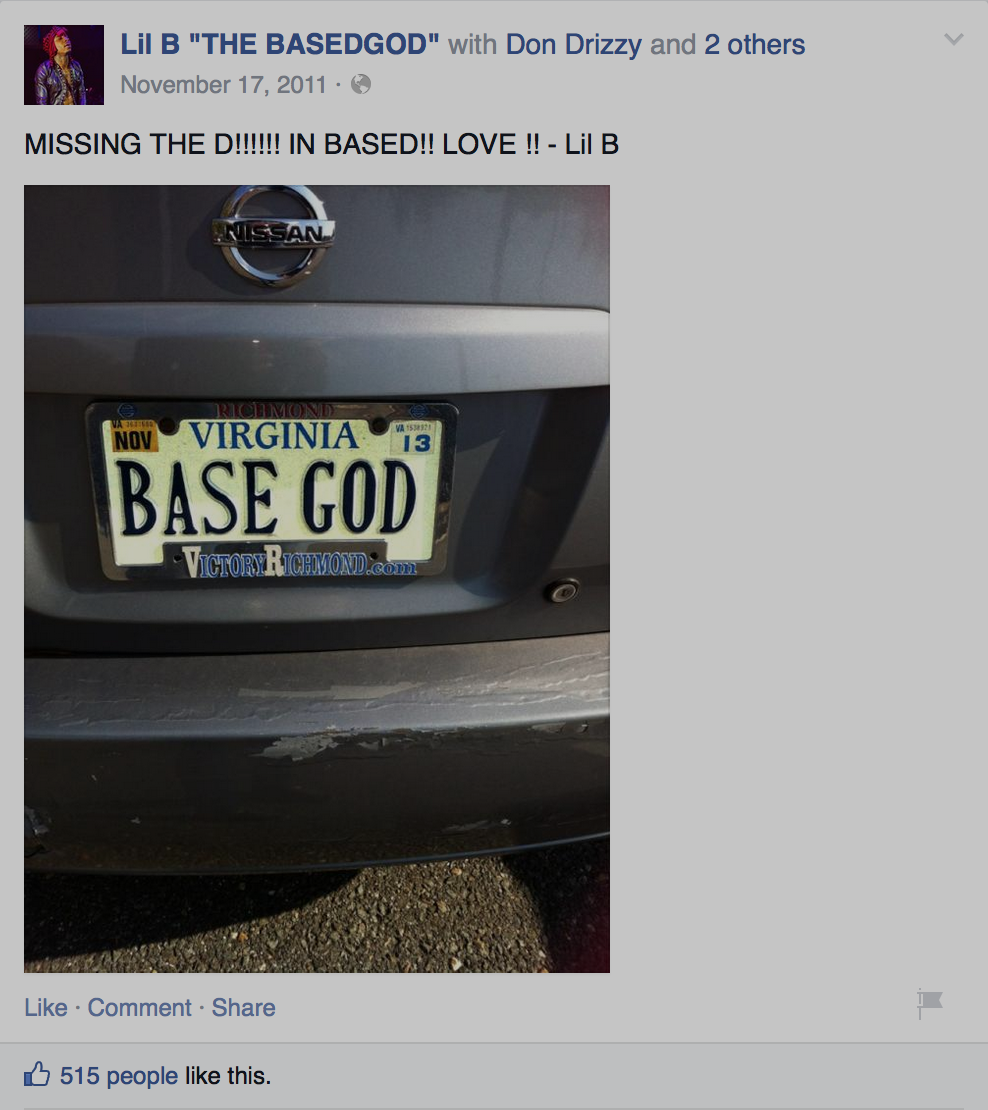 Lil B "THE BASEDGOD" with Don Drizzy and 2 others
November 17, 2011 ·
MISSING THE D!!!!!! IN BASED!! LOVE !! - Lil B
NISSAN
RICHMOND
VA
NOV
VIRGINIA
VA
13
BASE GOD
VICTORYRICHMOND.com
Like · Comment · Share
515 people like this.